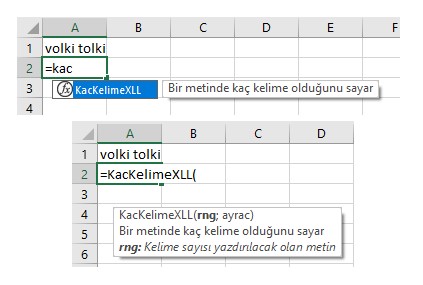 A B C D E F
1 volki tolki
2 =kac
3 fx KacKelimeXLL Bir metinde kaç kelime olduğunu sayar
4
A B C D
1 volki tolki
2 =KacKelimeXLL(
3
4 KacKelimeXLL(rng; ayrac)
5 Bir metinde kaç kelime olduğunu sayar
6 rng: Kelime sayısı yazdırılacak olan metin